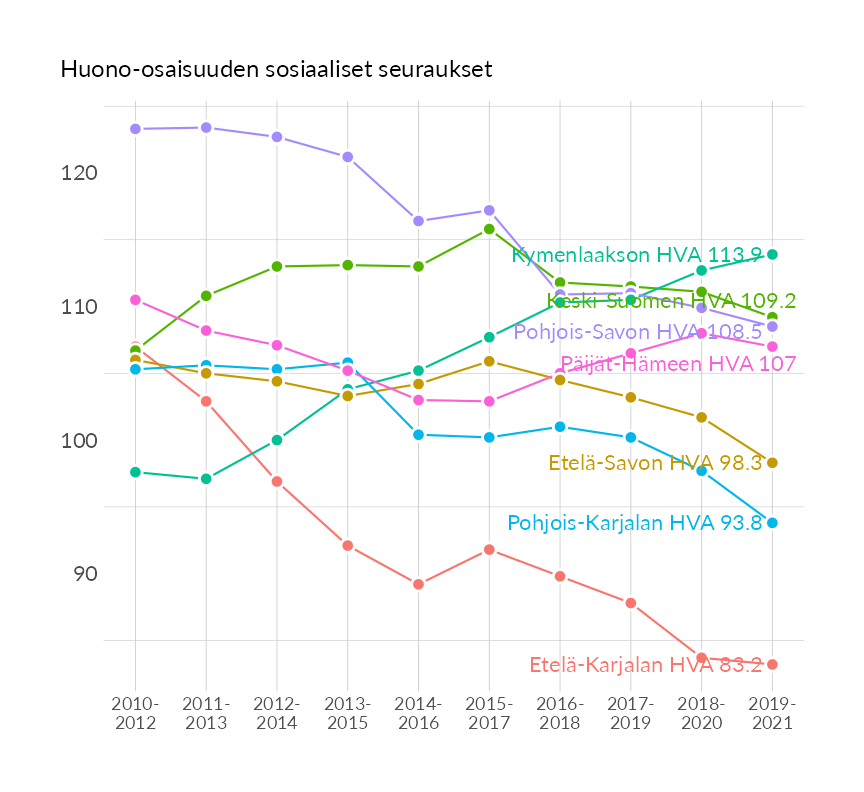 Huono-osaisuuden sosiaaliset seuraukset
120
110
100
90
Kymenlaakson HVA 113.9
Keski-Suomen HVA 109.2
Pohjois-Savon HVA 108.5
Päijät-Hämeen HVA 107
Etelä-Savon HVA 98.3
Pohjois-Karjalan HVA 93.8
Etelä-Karjalan HVA 83.2
2010- 2011- 2012- 2013- 2014- 2015- 2016- 2017- 2018- 2019-
2012 2013 2014 2015 2016 2017 2018 2019 2020 2021